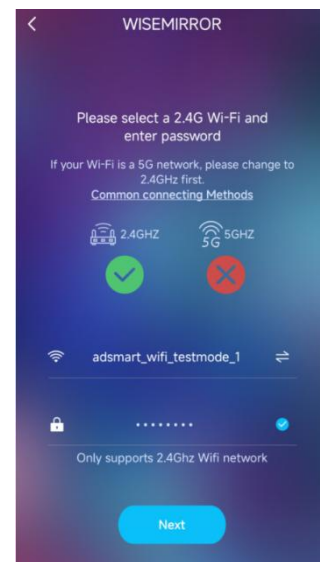 WISEMIRROR
Please select a 2.4G Wi-Fi and
enter password
If your Wi-Fi is a 5G network, please change to
2.4GHz first.
Common connecting Methods
2.4GHZ
5G 5GHZ
adsmart_wifi_testmode_1
Only supports 2.4Ghz Wifi network
Next